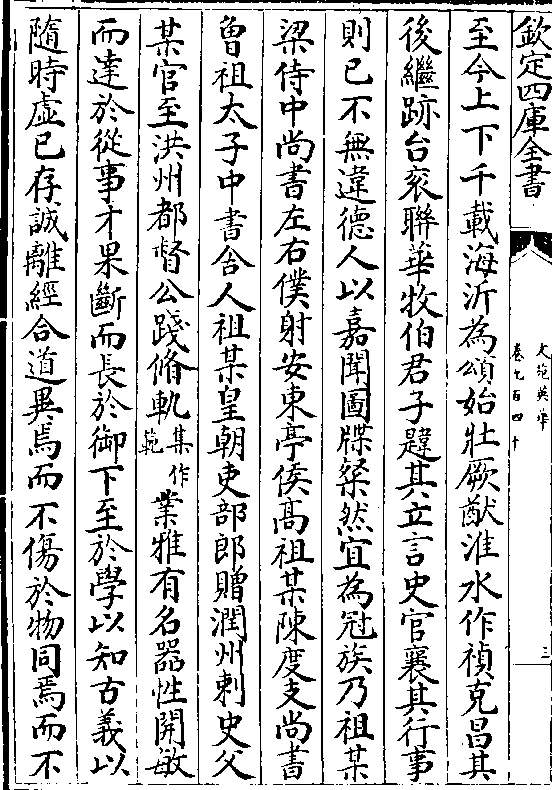 欽定四庫全書
文苑英華
卷九百四十
三
至今上下千載海沂為頌始壯厥猷淮水作禎克昌其
後繼跡台衮聯華牧伯君子韙其立言史官襄其行事
則已不無違德人以嘉聞圖牒粲然宜為冠族乃祖某
梁侍中尚書左右僕射安東亭侯髙祖某陳度支尚書
曾祖太子中書舍人祖某皇朝吏部郎贈潤州刺史父
某官至洪州都督公踐脩軌集作範業雅有名器性開敏
而達於從事才果斷而長於御下至於學以知古義以
隨時虛已存誠離經合道異焉而不傷於物同焉而不